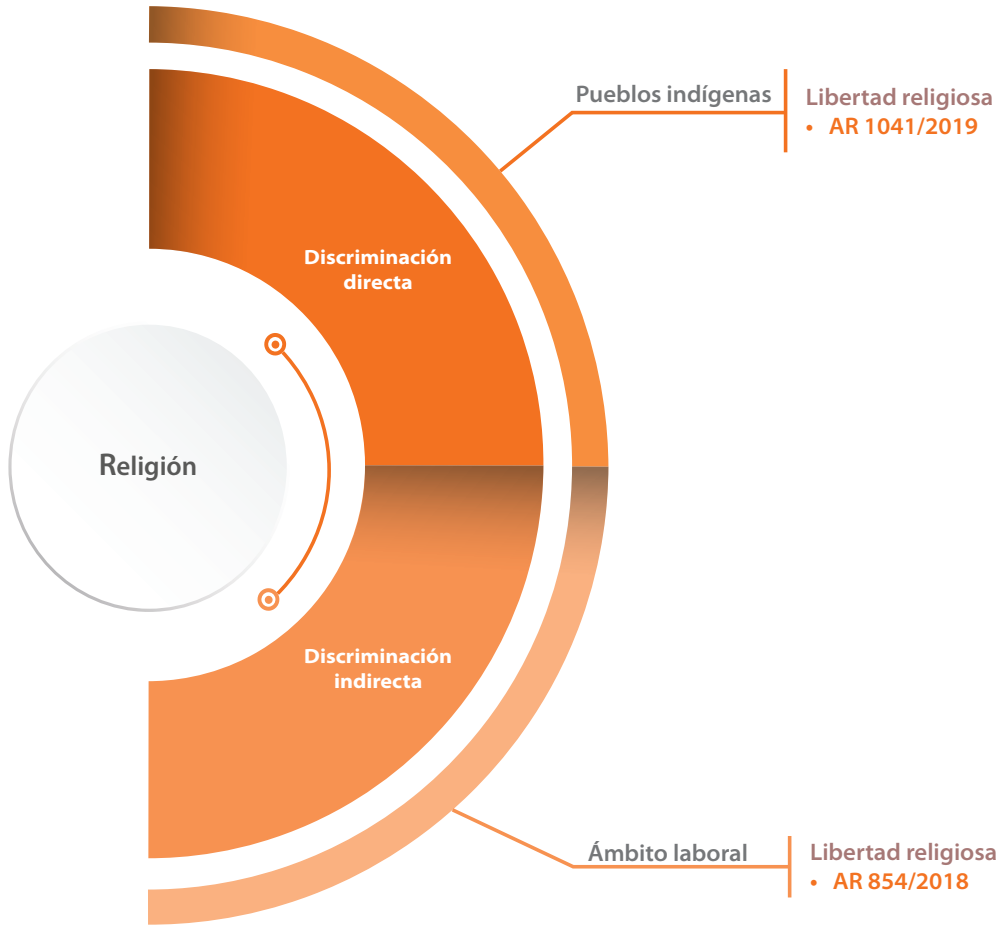 Pueblos indígenas
Libertad religiosa
• AR 1041/2019
Discriminación
directa
Religión
Discriminación
indirecta
Ámbito laboral
Libertad religiosa
• AR 854/2018